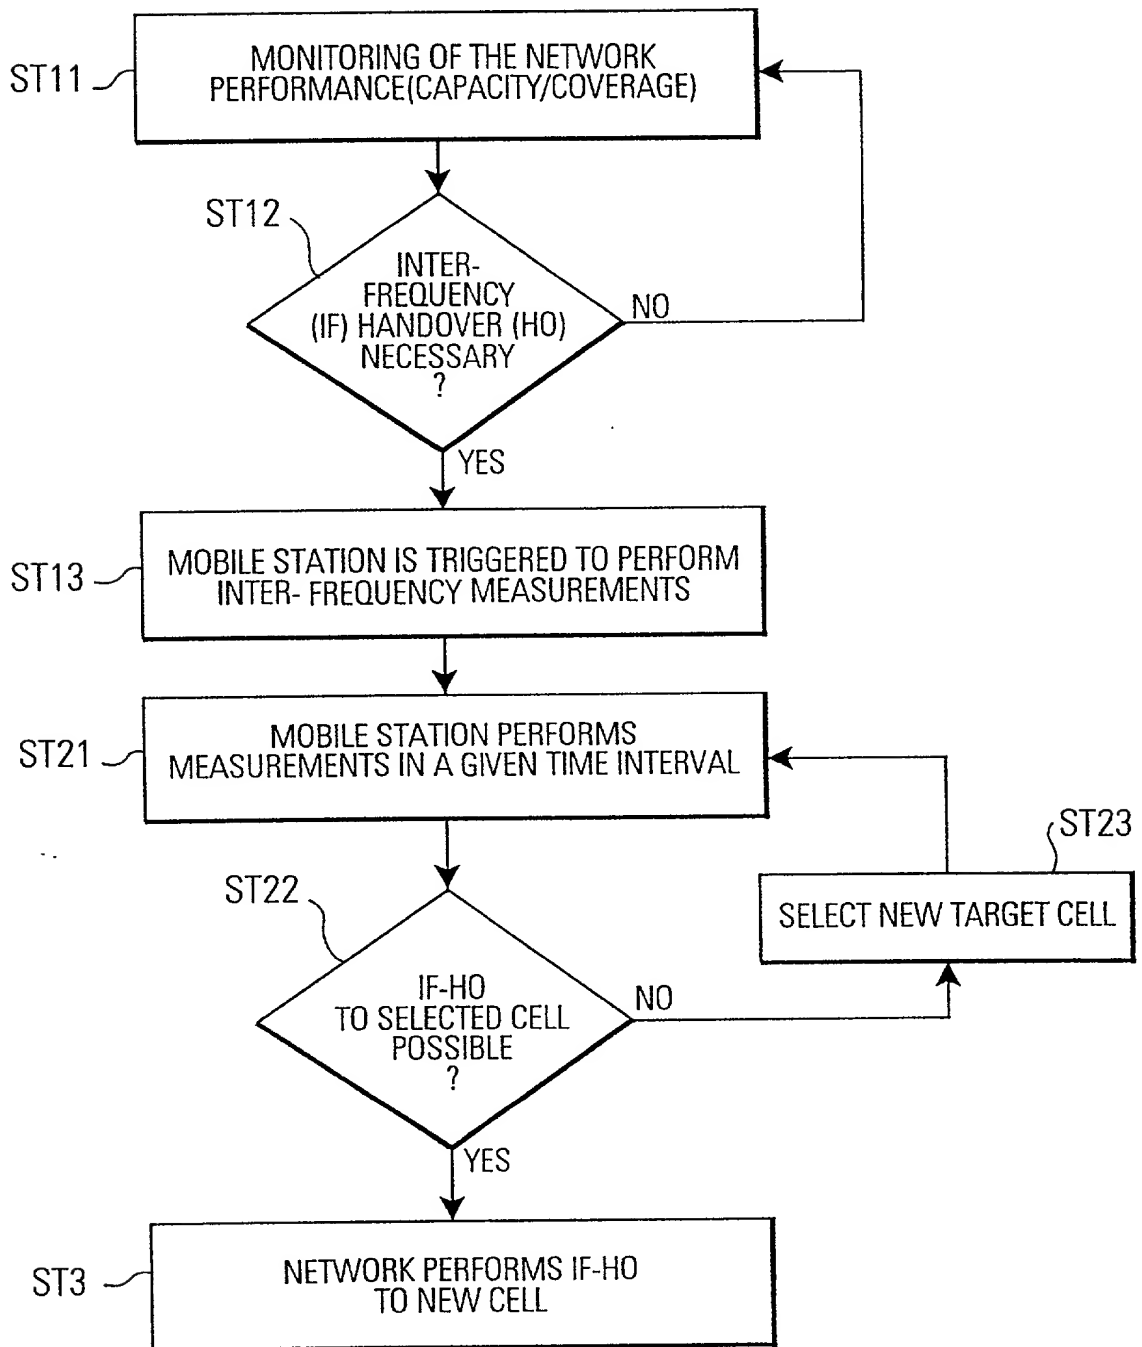 ST11
MONITORING OF THE NETWORK
PERFORMANCE(CAPACITY/COVERAGE)
ST12
INTER-
FREQUENCY
(IF) HANDOVER (HO)
NECESSARY
?
NO
YES
ST13
MOBILE STATION IS TRIGGERED TO PERFORM
INTER- FREQUENCY MEASUREMENTS
ST21
MOBILE STATION PERFORMS
MEASUREMENTS IN A GIVEN TIME INTERVAL
ST23
SELECT NEW TARGET CELL
ST22
IF-HO
TO SELECTED CELL
POSSIBLE
?
NO
YES
ST3
NETWORK PERFORMS IF-HO
TO NEW CELL